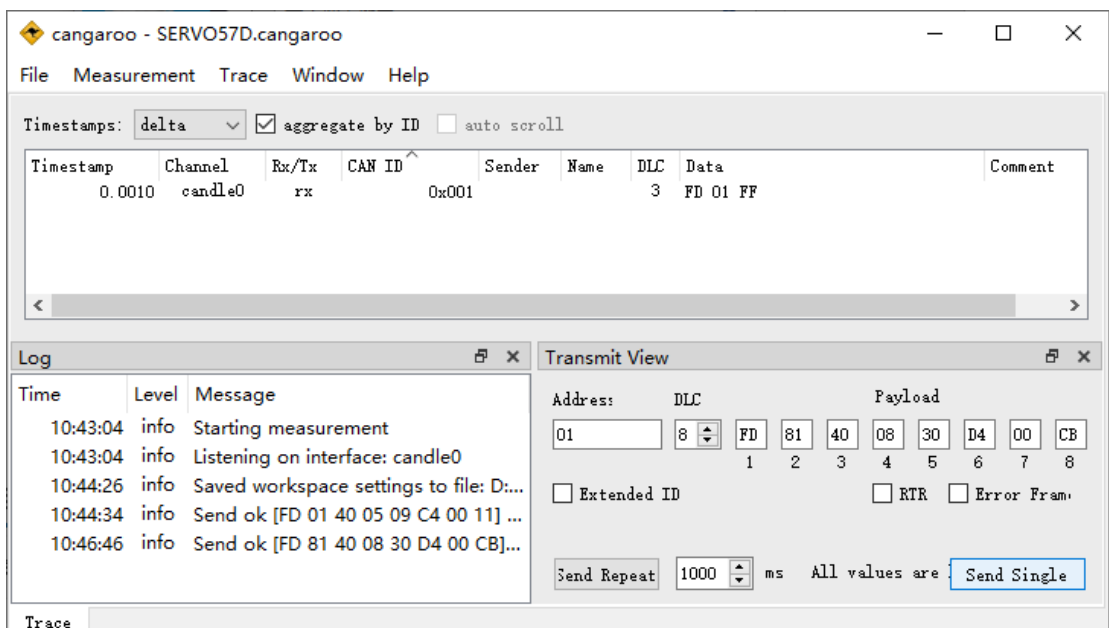 cangaroo - SERVO57D.cangaroo
File Measurement Trace Window Help
Timestamps: delta aggregate by ID auto scroll
Timestamp Channel Rx/Tx CAN ID Sender Name DLC Data Comment
0.0010 candle0 rx 0x001 3 FD 01 FF
Log
Time Level Message
10:43:04 info Starting measurement
10:43:04 info Listening on interface: candle0
10:44:26 info Saved workspace settings to file: D:...
10:44:34 info Send ok [FD 01 40 05 09 C4 00 11] ...
10:46:46 info Send ok [FD 81 40 08 30 D4 00 CB]...
Transmit View
Address DLC Payload
01 8 FD 81 40 08 30 D4 00 CB
1 2 3 4 5 6 7 8
Extended ID RTR Error Fram
Send Repeat 1000 ms All values are Send Single
Trace